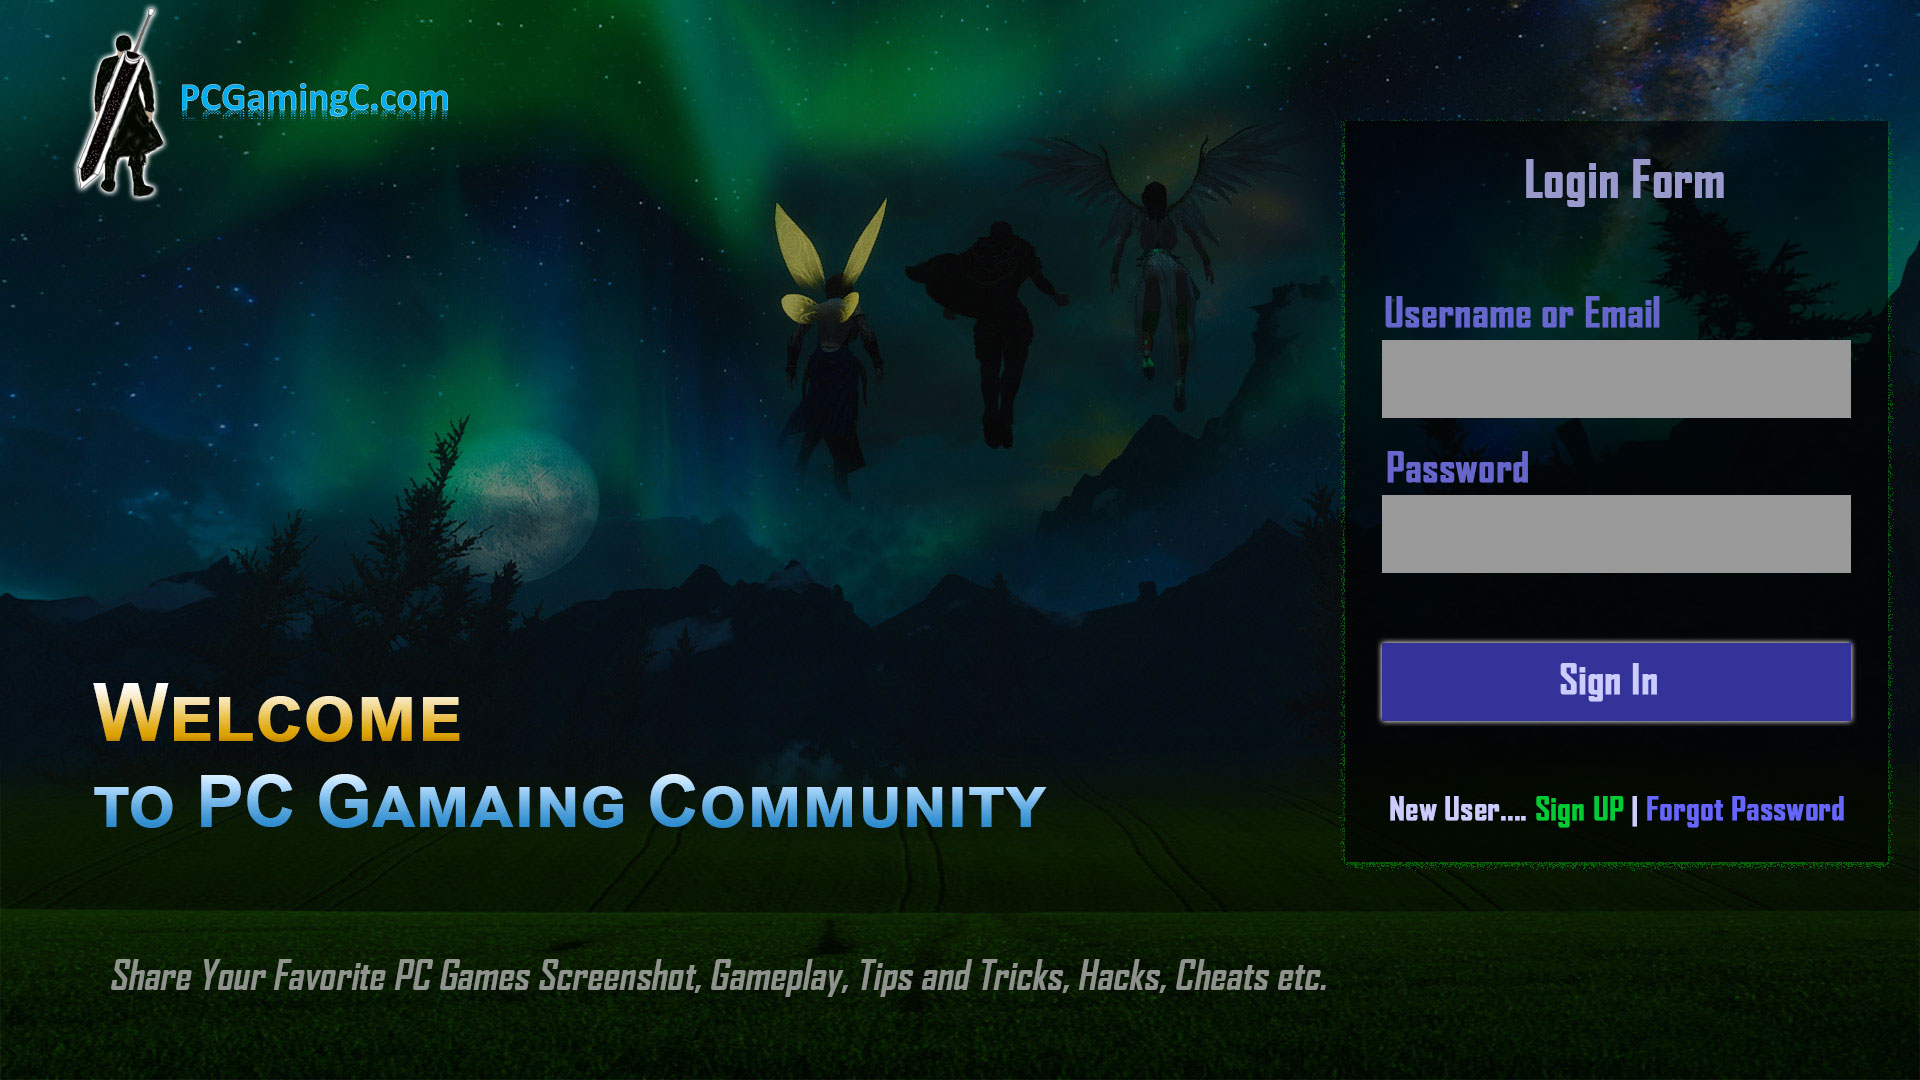 PCGamingC.com
Login Form
Username or Email
Password
Sign In
Welcome
to PC Gamaing Community
New User.... Sign UP | Forgot Password
Share Your Favorite PC Games Screenshot, Gameplay, Tips and Tricks, Hacks, Cheats etc.